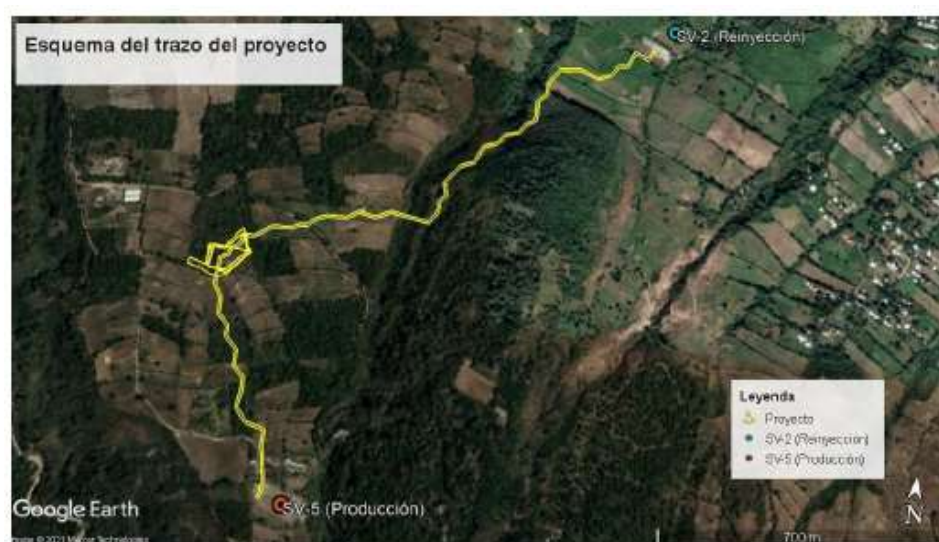 Esquema del trazo del proyecto
SV-2 (Reinyección)
Leyenda
Proyecto
SV-2 (Reinyección)
SV-5 (Producción)
SV-5 (Producción)
Google Earth
N
700 m